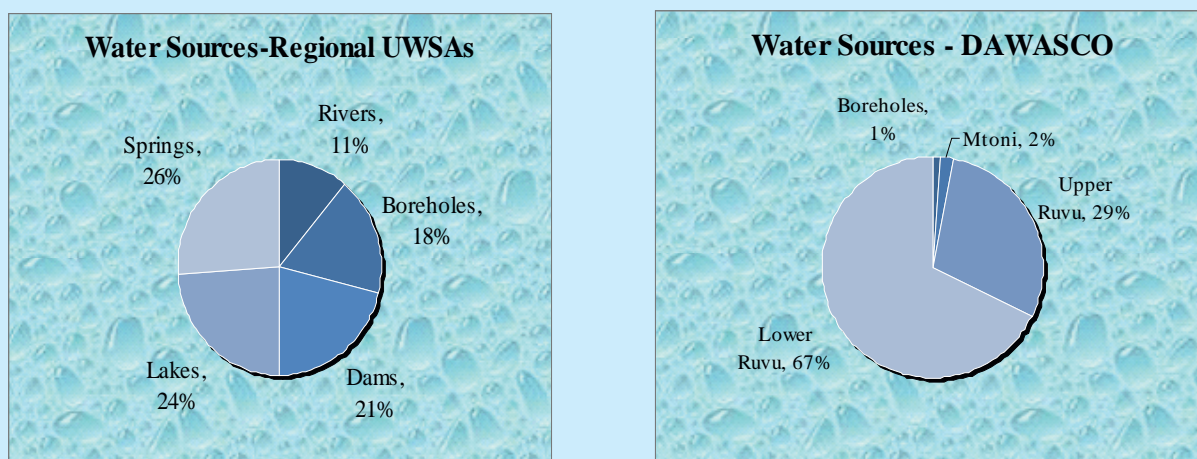 Water Sources-Regional UWSAs
Rivers,
11%
Boreholes,
18%
Dams,
21%
Lakes,
24%
Springs,
26%
Water Sources - DAWASCO
Boreholes,
1%
Mtoni, 2%
Upper
Ruvu, 29%
Lower
Ruvu, 67%